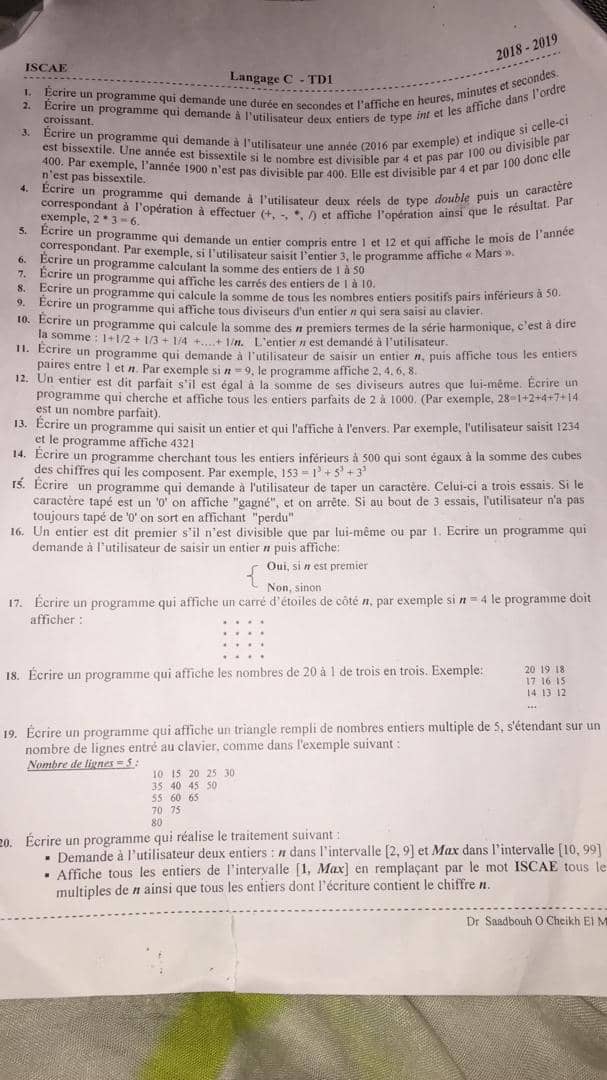 2018 - 2019
ISCAE
Langage C - TD1
1. Écrire un programme qui demande une durée en secondes et l'affiche en heures, minutes et secondes.
2. Écrire un programme qui demande à l'utilisateur deux entiers de type int et les affiche dans l'ordre
croissant.
3. Écrire un programme qui demande à l'utilisateur une année (2016 par exemple) et indique si celle-ci
est bissextile. Une année est bissextile si le nombre est divisible par 4 et pas par 100 ou divisible par
400. Par exemple, l'année 1900 n'est pas divisible par 400. Elle est divisible par 4 et par 100 donc elle
n'est pas bissextile.
4. Écrire un programme qui demande à l'utilisateur deux réels de type double puis un caractère
correspondant à l'opération à effectuer (+, -, *, /) et affiche l'opération ainsi que le résultat. Par
exemple, 2 * 3 = 6.
5. Écrire un programme qui demande un entier compris entre 1 et 12 et qui affiche le mois de l'année
correspondant. Par exemple, si l'utilisateur saisit l'entier 3, le programme affiche « Mars ».
6. Écrire un programme calculant la somme des entiers de 1 à 50
7. Écrire un programme qui affiche les carrés des entiers de 1 à 10.
8. Ecrire un programme qui calcule la somme de tous les nombres entiers positifs pairs inférieurs à 50.
9. Écrire un programme qui affiche tous diviseurs d'un entier n qui sera saisi au clavier.
10. Écrire un programme qui calcule la somme des n premiers termes de la série harmonique, c'est à dire
la somme : 1+1/2 + 1/3 + 1/4 +....+ 1/n. L'entier n est demandé à l'utilisateur.
11. Écrire un programme qui demande à l'utilisateur de saisir un entier n, puis affiche tous les entiers
paires entre 1 et n. Par exemple si n = 9, le programme affiche 2, 4, 6, 8.
12. Un entier est dit parfait s'il est égal à la somme de ses diviseurs autres que lui-même. Écrire un
programme qui cherche et affiche tous les entiers parfaits de 2 à 1000. (Par exemple, 28=1+2+4+7+14
est un nombre parfait).
13. Écrire un programme qui saisit un entier et qui l'affiche à l'envers. Par exemple, l'utilisateur saisit 1234
et le programme affiche 4321
14. Écrire un programme cherchant tous les entiers inférieurs à 500 qui sont égaux à la somme des cubes
des chiffres qui les composent. Par exemple, 153 = 1³ + 5³ + 3³
15. Écrire un programme qui demande à l'utilisateur de taper un caractère. Celui-ci a trois essais. Si le
caractère tapé est un '0' on affiche "gagné", et on arrête. Si au bout de 3 essais, l'utilisateur n'a pas
toujours tapé de '0' on sort en affichant "perdu"
16. Un entier est dit premier s'il n'est divisible que par lui-même ou par 1. Ecrire un programme qui
demande à l'utilisateur de saisir un entier n puis affiche:
{ Oui, si n est premier
Non, sinon
17. Écrire un programme qui affiche un carré d'étoiles de côté n, par exemple si n = 4 le programme doit
afficher :
* * * *
* * * *
* * * *
* * * *
18. Écrire un programme qui affiche les nombres de 20 à 1 de trois en trois. Exemple:
20 19 18
17 16 15
14 13 12
...
19. Écrire un programme qui affiche un triangle rempli de nombres entiers multiple de 5, s'étendant sur un
nombre de lignes entré au clavier, comme dans l'exemple suivant :
Nombre de lignes = 5 :
10 15 20 25 30
35 40 45 50
55 60 65
70 75
80
20. Écrire un programme qui réalise le traitement suivant :
▪ Demande à l'utilisateur deux entiers : n dans l'intervalle [2, 9] et Max dans l'intervalle [10, 99]
▪ Affiche tous les entiers de l'intervalle [1, Max] en remplaçant par le mot ISCAE tous le
multiples de n ainsi que tous les entiers dont l'écriture contient le chiffre n.
Dr Saadbouh O Cheikh El M